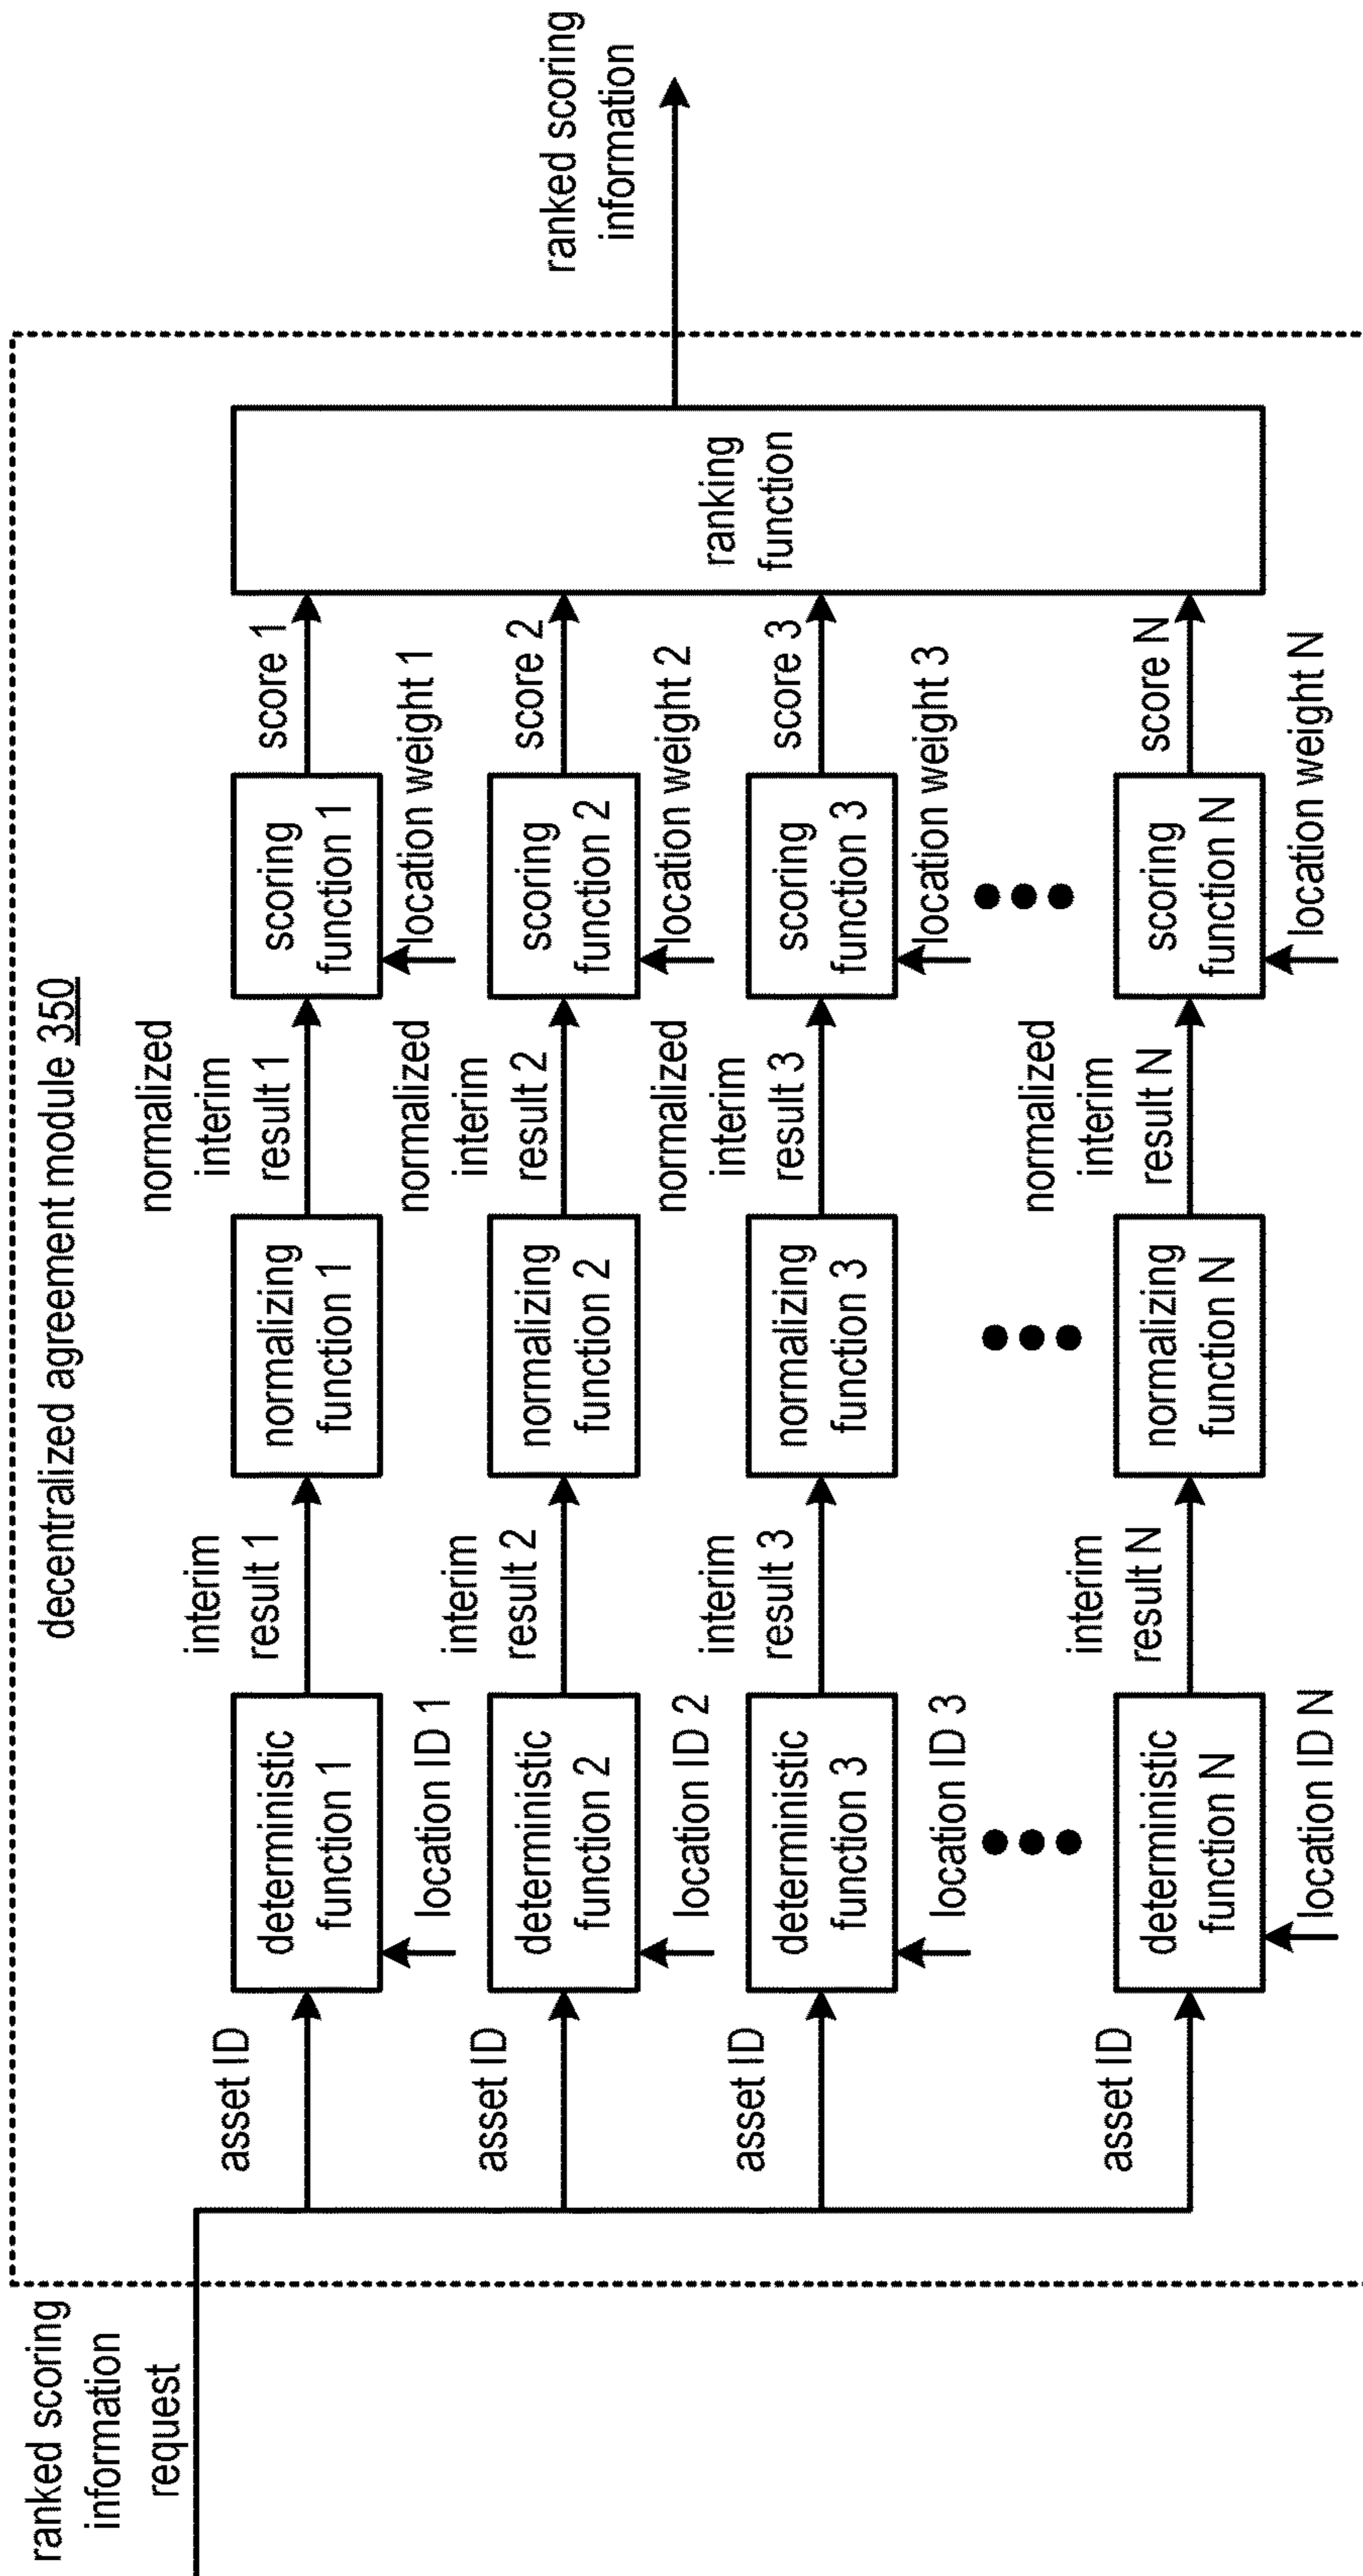 ranked scoring
information
request
decentralized agreement module 350
asset ID
deterministic
function 1
location ID 1
interim
result 1
normalizing
function 1
normalized
interim
result 1
scoring
function 1
location weight 1
score 1
asset ID
deterministic
function 2
location ID 2
interim
result 2
normalizing
function 2
normalized
interim
result 2
scoring
function 2
location weight 2
score 2
asset ID
deterministic
function 3
location ID 3
interim
result 3
normalizing
function 3
normalized
interim
result 3
scoring
function 3
location weight 3
score 3
asset ID
deterministic
function N
location ID N
interim
result N
normalizing
function N
normalized
interim
result N
scoring
function N
location weight N
score N
ranking
function
ranked scoring
information